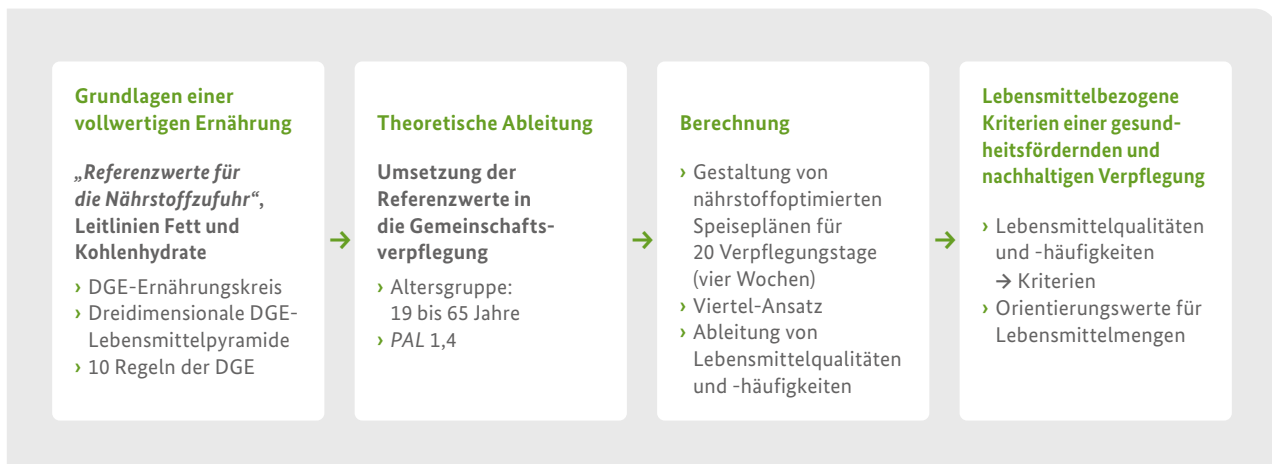 Grundlagen einer
vollwertigen Ernährung
„Referenzwerte für
die Nährstoffzufuhr“,
Leitlinien Fett und
Kohlenhydrate
› DGE-Ernährungskreis
› Dreidimensionale DGE-
Lebensmittelpyramide
› 10 Regeln der DGE
→
Theoretische Ableitung
Umsetzung der
Referenzwerte in
die Gemeinschafts-
verpflegung
› Altersgruppe:
19 bis 65 Jahre
› PAL 1,4
→
Berechnung
› Gestaltung von
nährstoffoptimierten
Speiseplänen für
20 Verpflegungstage
(vier Wochen)
› Viertel-Ansatz
› Ableitung von
Lebensmittelqualitäten
und -häufigkeiten
→
Lebensmittelbezogene
Kriterien einer gesund-
heitsfördernden und
nachhaltigen Verpflegung
› Lebensmittelqualitäten
und -häufigkeiten
→ Kriterien
› Orientierungswerte für
Lebensmittelmengen